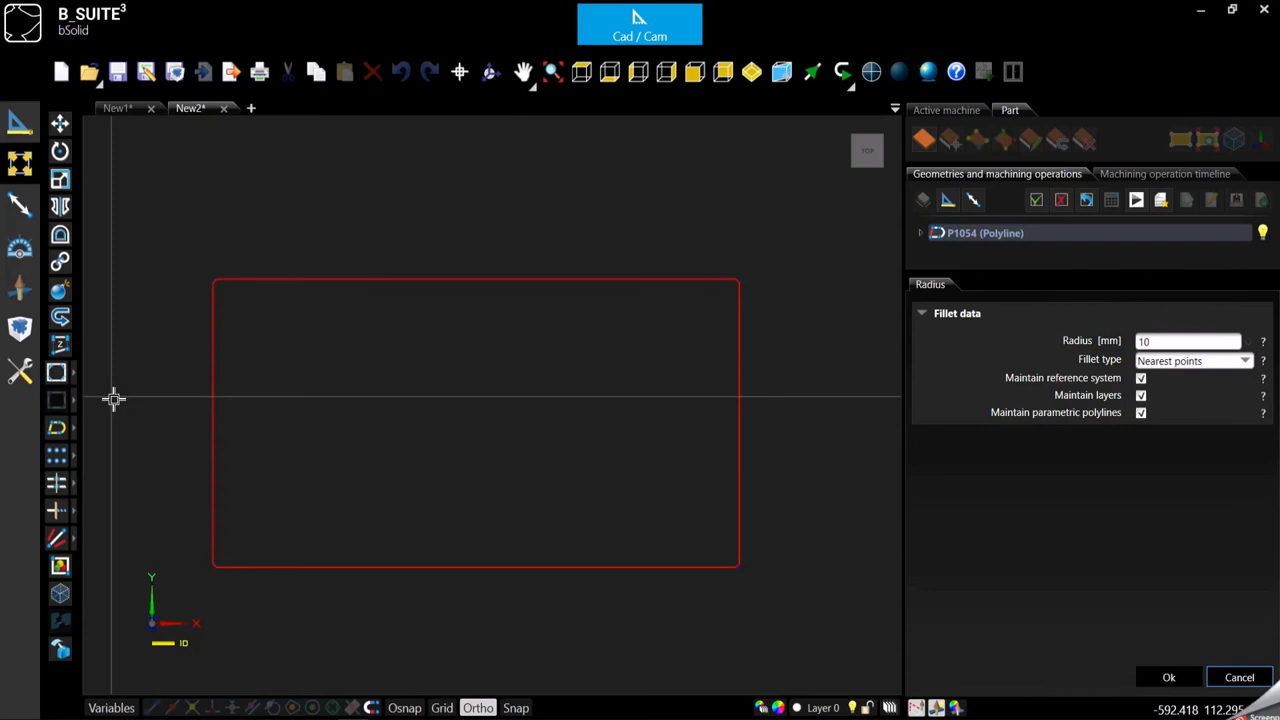 B_SUITE³
bSolid
Cad / Cam
New1*
New2*
TOP
Y
X
10
Active machine
Part
Geometries and machining operations
Machining operation timeline
P1054 (Polyline)
Radius
Fillet data
Radius [mm]
10
?
Fillet type
Nearest points
?
Maintain reference system
?
Maintain layers
?
Maintain parametric polylines
?
Ok
Cancel
Variables
Osnap
Grid
Ortho
Snap
Layer 0
-592.418
112.295